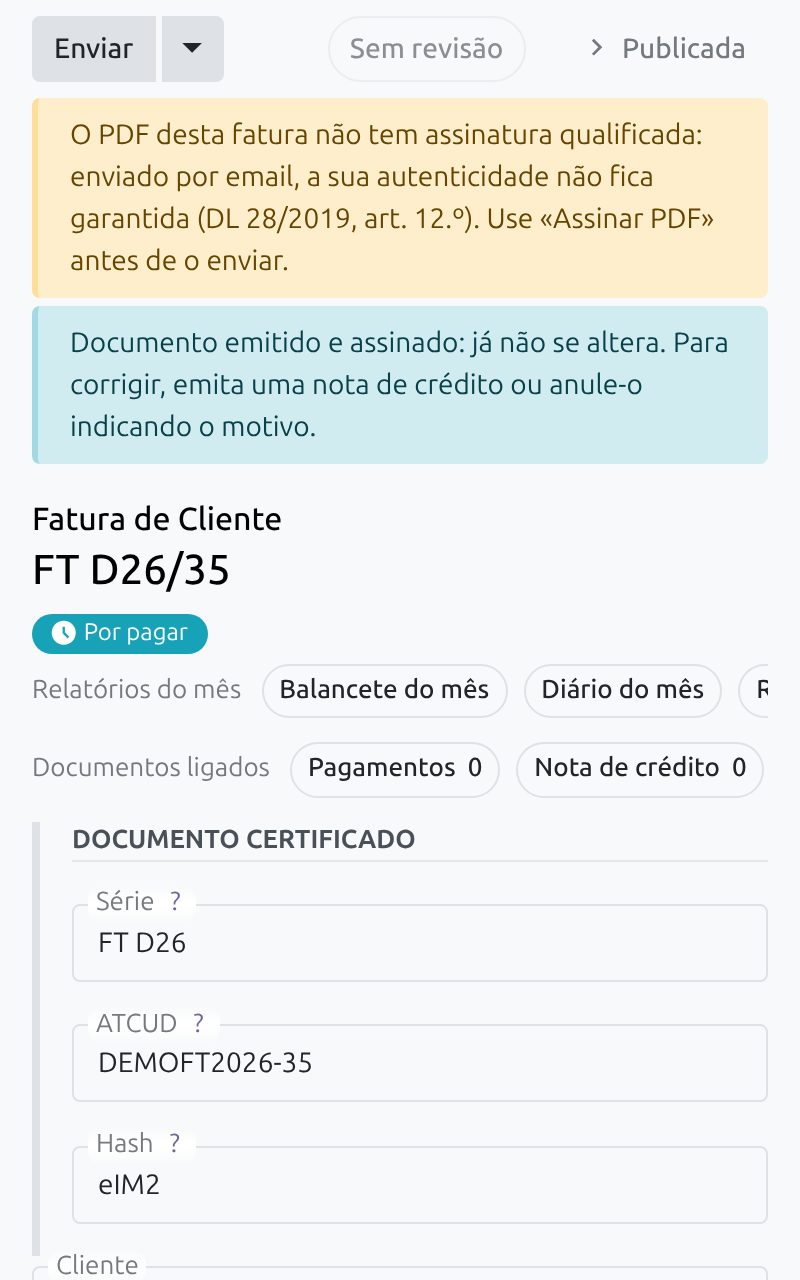 Enviar
Sem revisão
Publicada
O PDF desta fatura não tem assinatura qualificada:
enviado por email, a sua autenticidade não fica
garantida (DL 28/2019, art. 12.º). Use «Assinar PDF»
antes de o enviar.
Documento emitido e assinado: já não se altera. Para
corrigir, emita uma nota de crédito ou anule-o
indicando o motivo.
Fatura de Cliente
FT D26/35
Por pagar
Relatórios do mês Balancete do mês Diário do mês
Documentos ligados Pagamentos 0 Nota de crédito 0
DOCUMENTO CERTIFICADO
Série ?
FT D26
ATCUD ?
DEMOFT2026-35
Hash ?
eIM2
Cliente